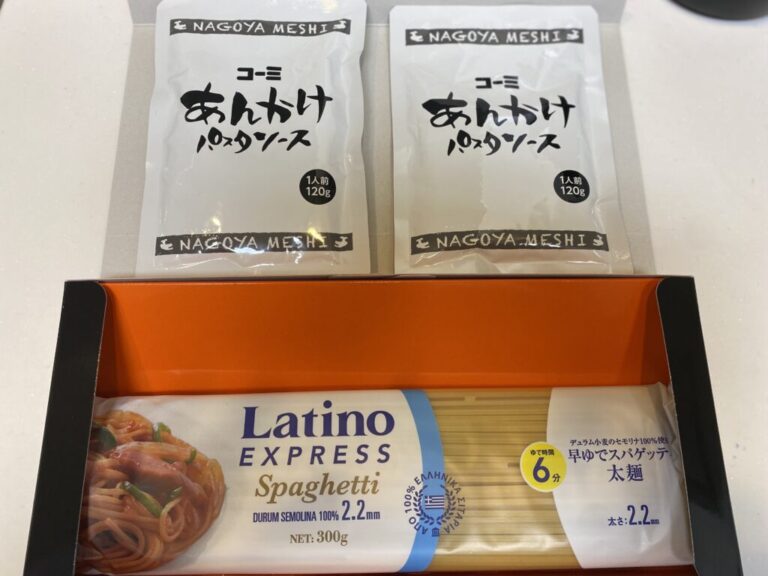 NAGOYA MESHI
コーミ
あんかけ
パスタソース
1人前
120g
NAGOYA MESHI
NAGOYA MESHI
コーミ
あんかけ
パスタソース
1人前
120g
NAGOYA MESHI
Latino
EXPRESS
Spaghetti
DURUM SEMOLINA 100% 2.2mm
NET: 300g
ΑΠΟ 100% ΕΛΛΗΝΙΚΑ ΣΙΤΑΡΙΑ
ゆで時間
6分
デュラム小麦のセモリナ100%使
早ゆでスパゲッテ
太麺
太さ:2.2mm